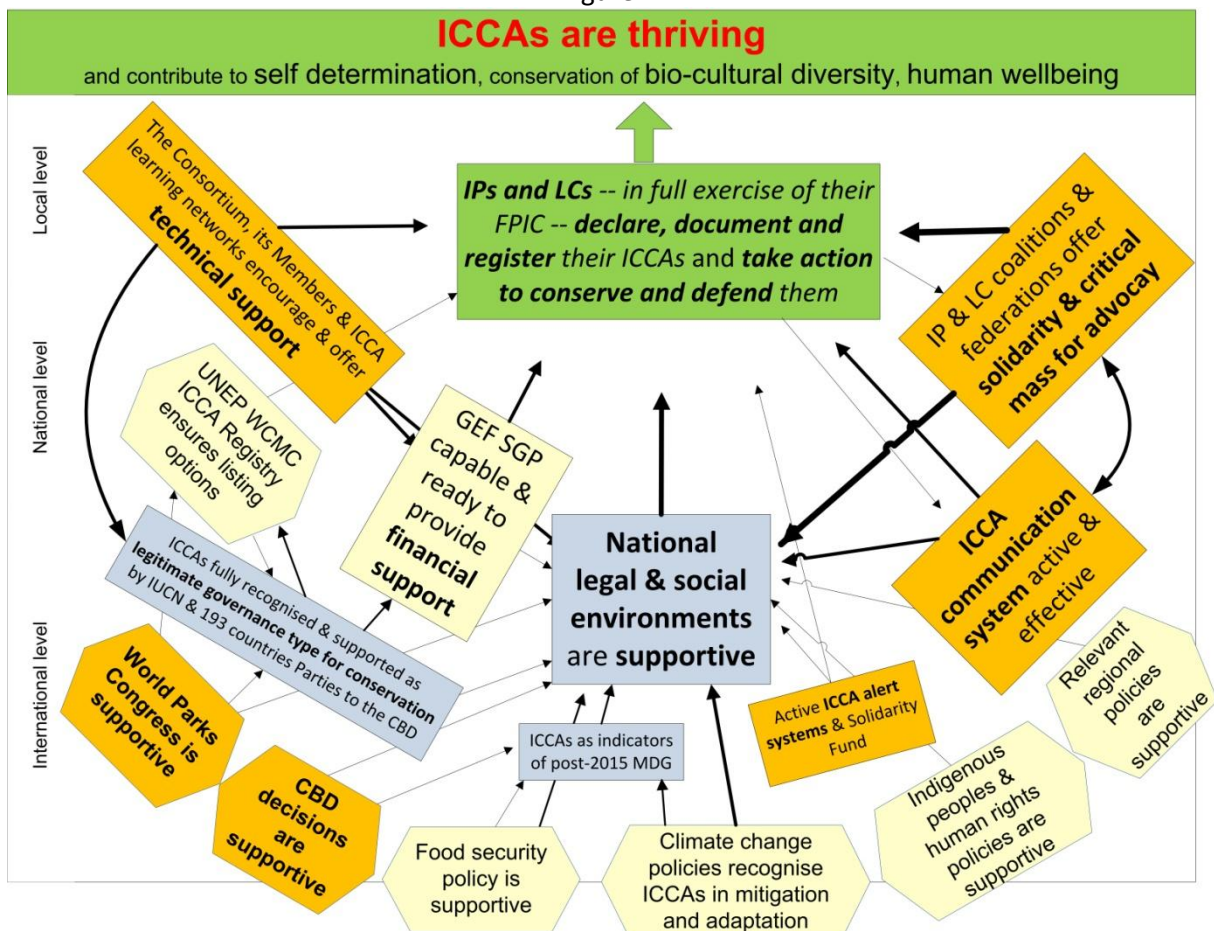 ICCAs are thriving
and contribute to self determination, conservation of bio-cultural diversity, human wellbeing
Local level
National level
International level
The Consortium, its Members & ICCA
learning networks encourage & offer
technical support
IPs and LCs -- in full exercise of their
FPIC -- declare, document and
register their ICCAs and take action
to conserve and defend them
IP & LC coalitions &
federations offer
solidarity & critical
mass for advocay
UNEP WCMC
ICCA Registry
ensures listing
options
GEF SGP
capable &
ready to
provide
financial
support
ICCAs fully recognised & supported as
legitimate governance type for conservation
by IUCN & 193 countries Parties to the CBD
National
legal & social
environments
are supportive
ICCA
communication
system active &
effective
World Parks
Congress is
supportive
CBD
decisions
are
supportive
ICCAs as indicators
of post-2015 MDG
Active ICCA alert
systems & Solidarity
Fund
Relevant
regional
policies
are
supportive
Food security
policy is
supportive
Climate change
policies recognise
ICCAs in mitigation
and adaptation
Indigenous
peoples &
human rights
policies are
supportive